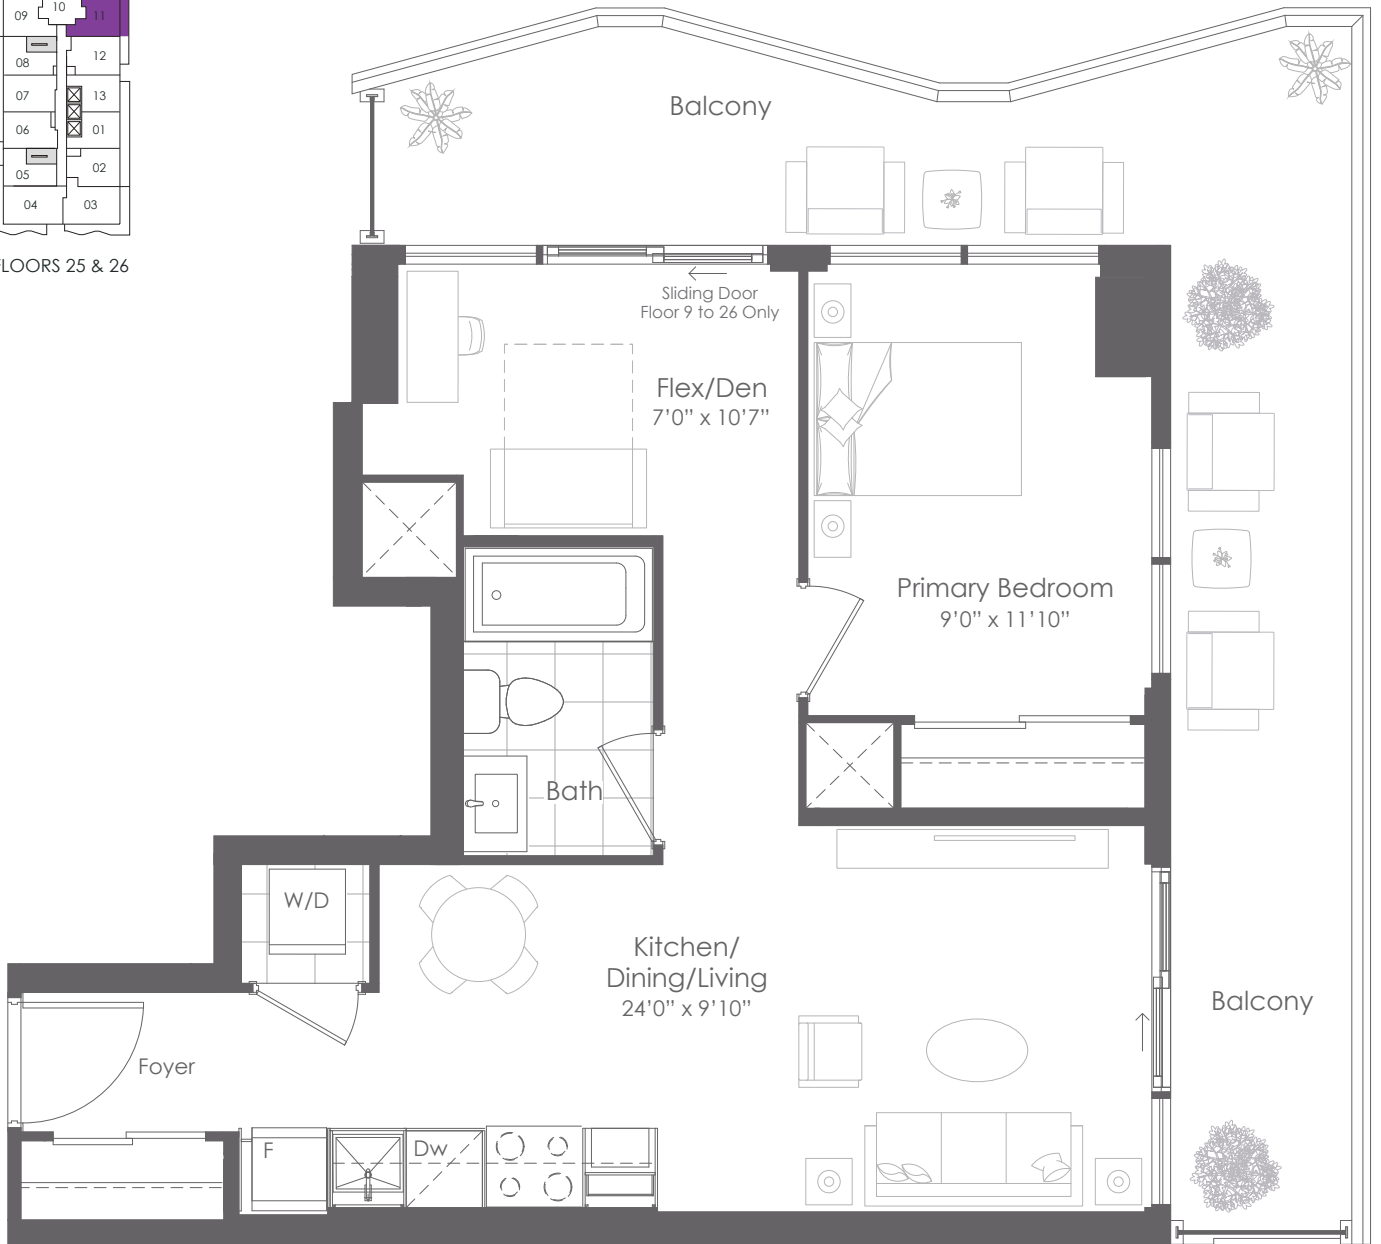 09
10
11
08
12
07
13
06
01
05
02
04
03
FLOORS 25 & 26
Balcony
Sliding Door
Floor 9 to 26 Only
Flex/Den
7’0” x 10’7”
Primary Bedroom
9’0” x 11’10”
Bath
W/D
Kitchen/
Dining/Living
24’0” x 9’10”
Balcony
Foyer
F
Dw